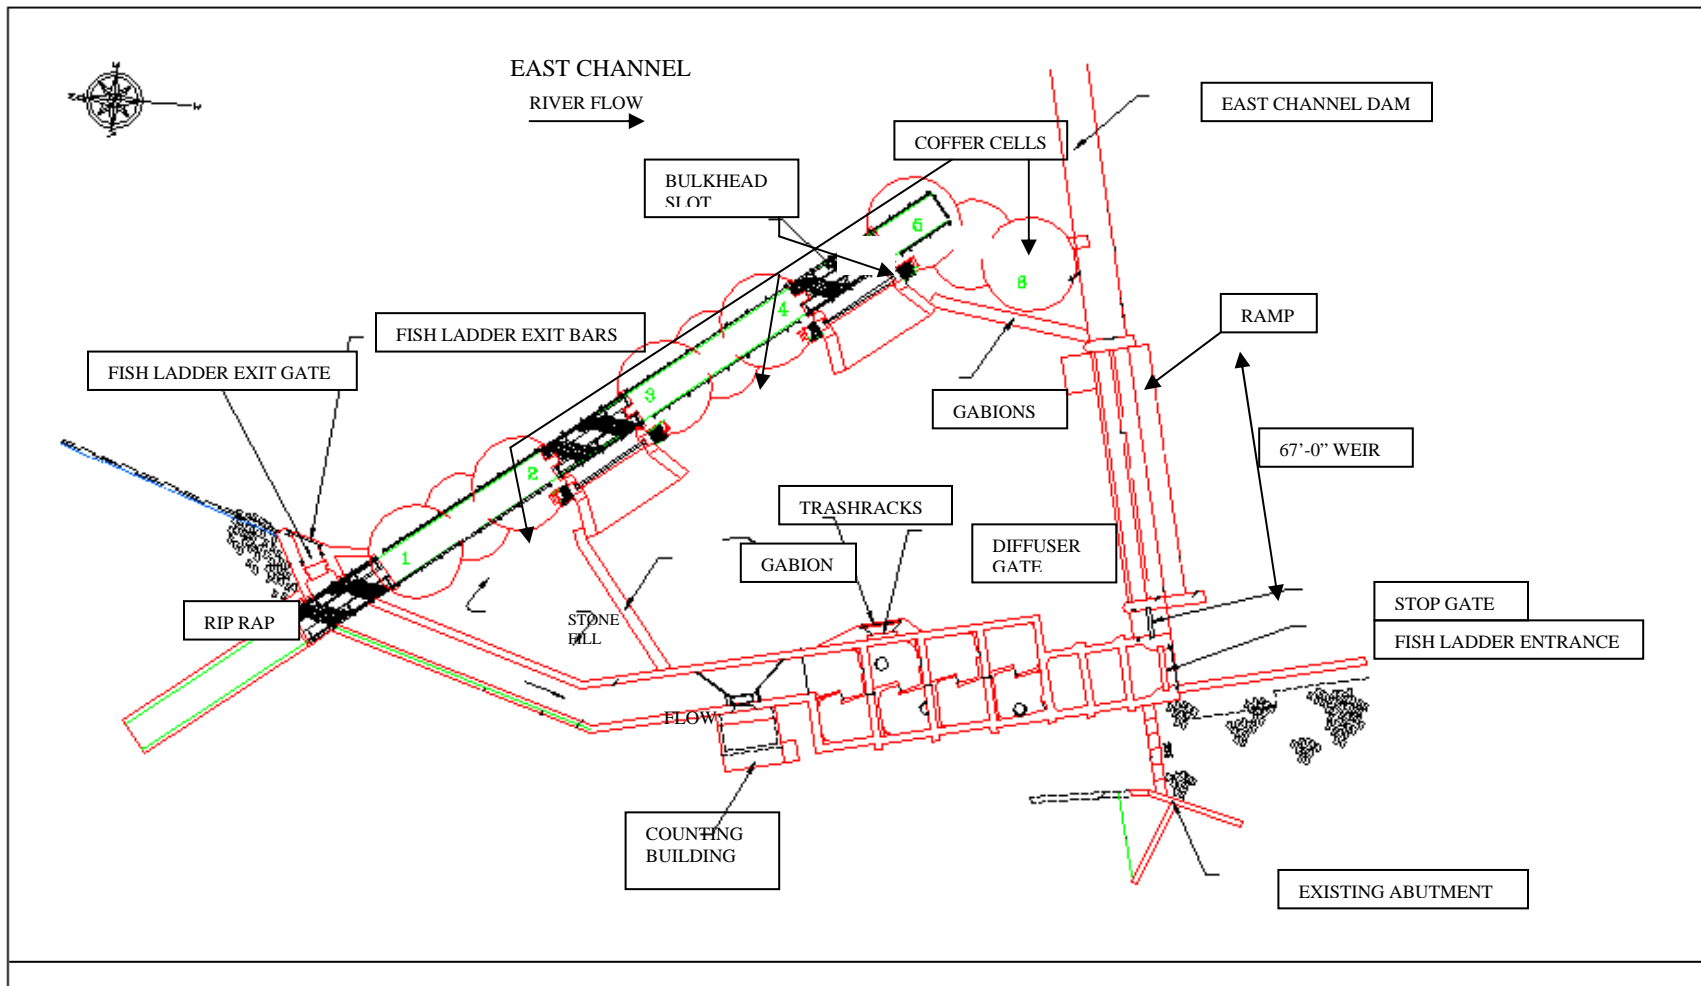 EAST CHANNEL
RIVER FLOW
EAST CHANNEL DAM
COFFER CELLS
BULKHEAD
SLOT
5
6
RAMP
FISH LADDER EXIT BARS
4
FISH LADDER EXIT GATE
3
GABIONS
67'-0" WEIR
2
TRASHRACKS
1
GABION
DIFFUSER
GATE
RIP RAP
STONE
FILL
STOP GATE
FISH LADDER ENTRANCE
FLOW
COUNTING
BUILDING
EXISTING ABUTMENT